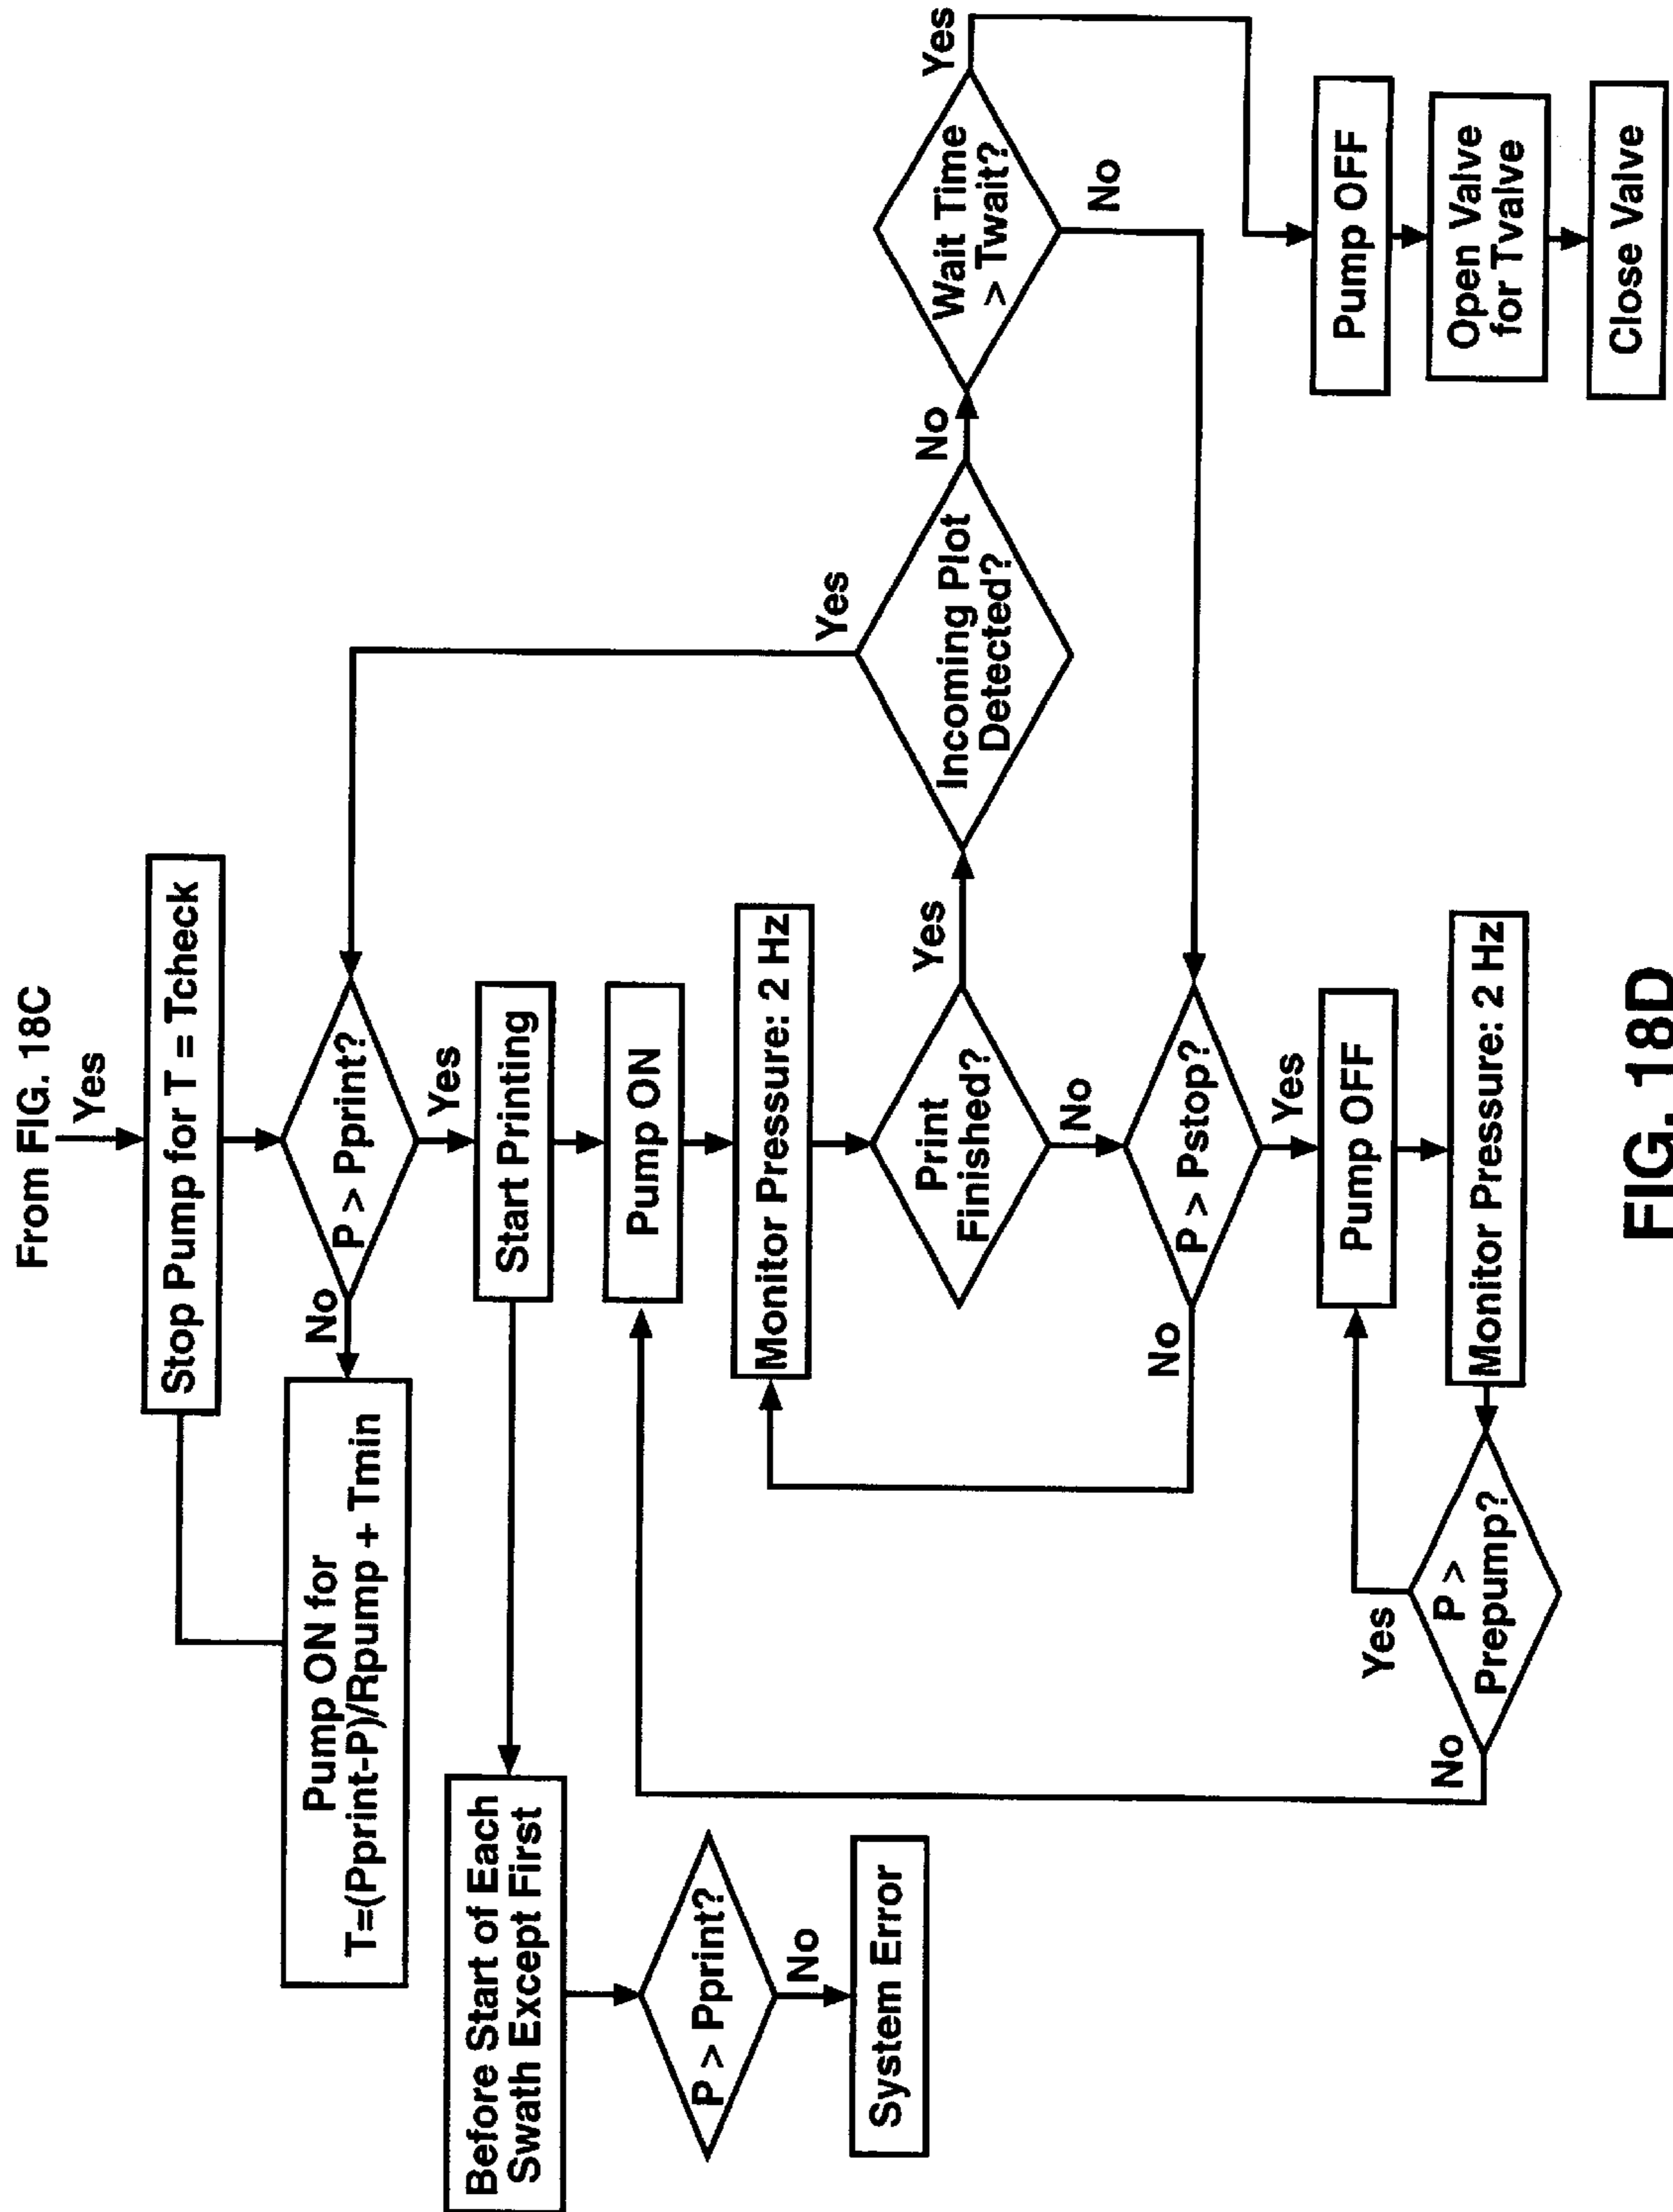 From FIG. 18C
Yes
Stop Pump for T = Tcheck
P > Pprint?
No
Pump ON for
T=(Pprint-P)/Rpump + Tmin
Yes
Start Printing
Before Start of Each
Swath Except First
P > Pprint?
No
System Error
Pump ON
Monitor Pressure: 2 Hz
Print
Finished?
Yes
Incoming Plot
Detected?
Yes
No
Wait Time
> Twait?
Yes
No
No
P > Pstop?
No
Yes
Pump OFF
Monitor Pressure: 2 Hz
P >
Prepump?
Yes
No
Pump OFF
Open Valve
for Tvalve
Close Valve
FIG. 18D